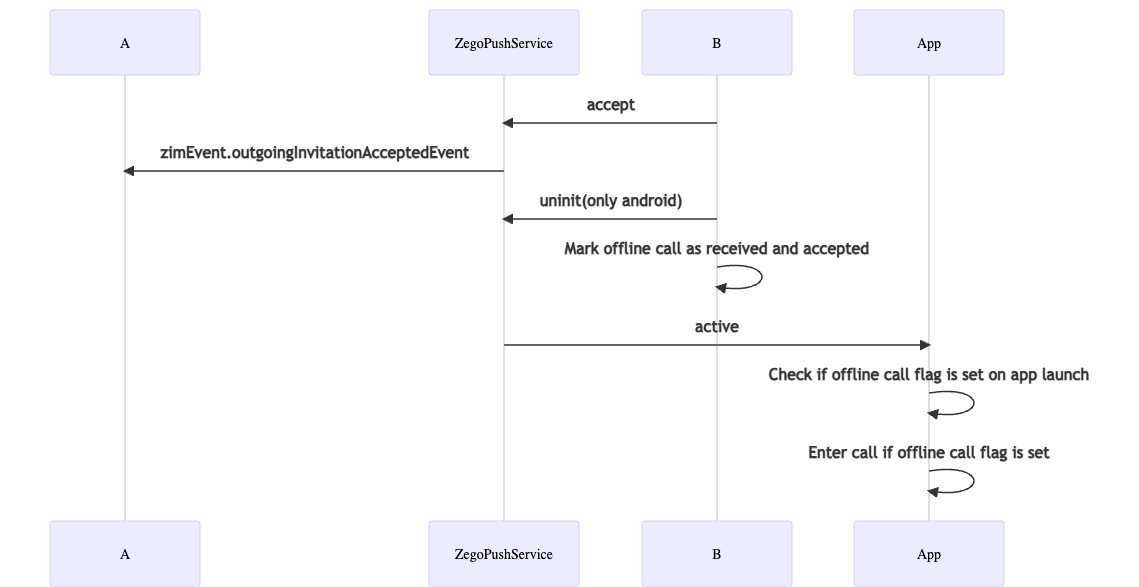 A
ZegoPushService
B
App
accept
zimEvent.outgoingInvitationAcceptedEvent
uninit(only android)
Mark offline call as received and accepted
active
Check if offline call flag is set on app launch
Enter call if offline call flag is set
A
ZegoPushService
B
App